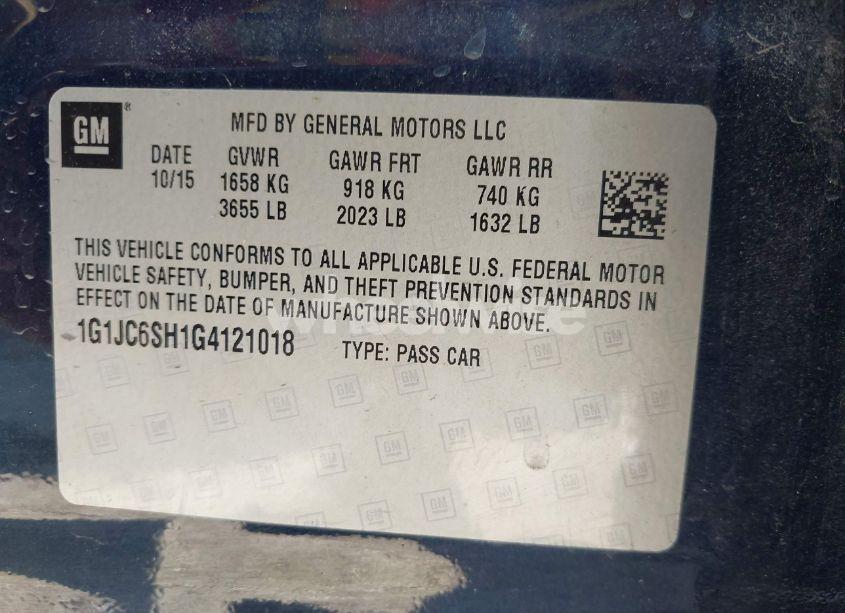 GM ®
MFD BY GENERAL MOTORS LLC
DATE GVWR GAWR FRT GAWR RR
10/15 1658 KG 918 KG 740 KG
3655 LB 2023 LB 1632 LB
THIS VEHICLE CONFORMS TO ALL APPLICABLE U.S. FEDERAL MOTOR
VEHICLE SAFETY, BUMPER, AND THEFT PREVENTION STANDARDS IN
EFFECT ON THE DATE OF MANUFACTURE SHOWN ABOVE.
1G1JC6SH1G4121018 TYPE: PASS CAR